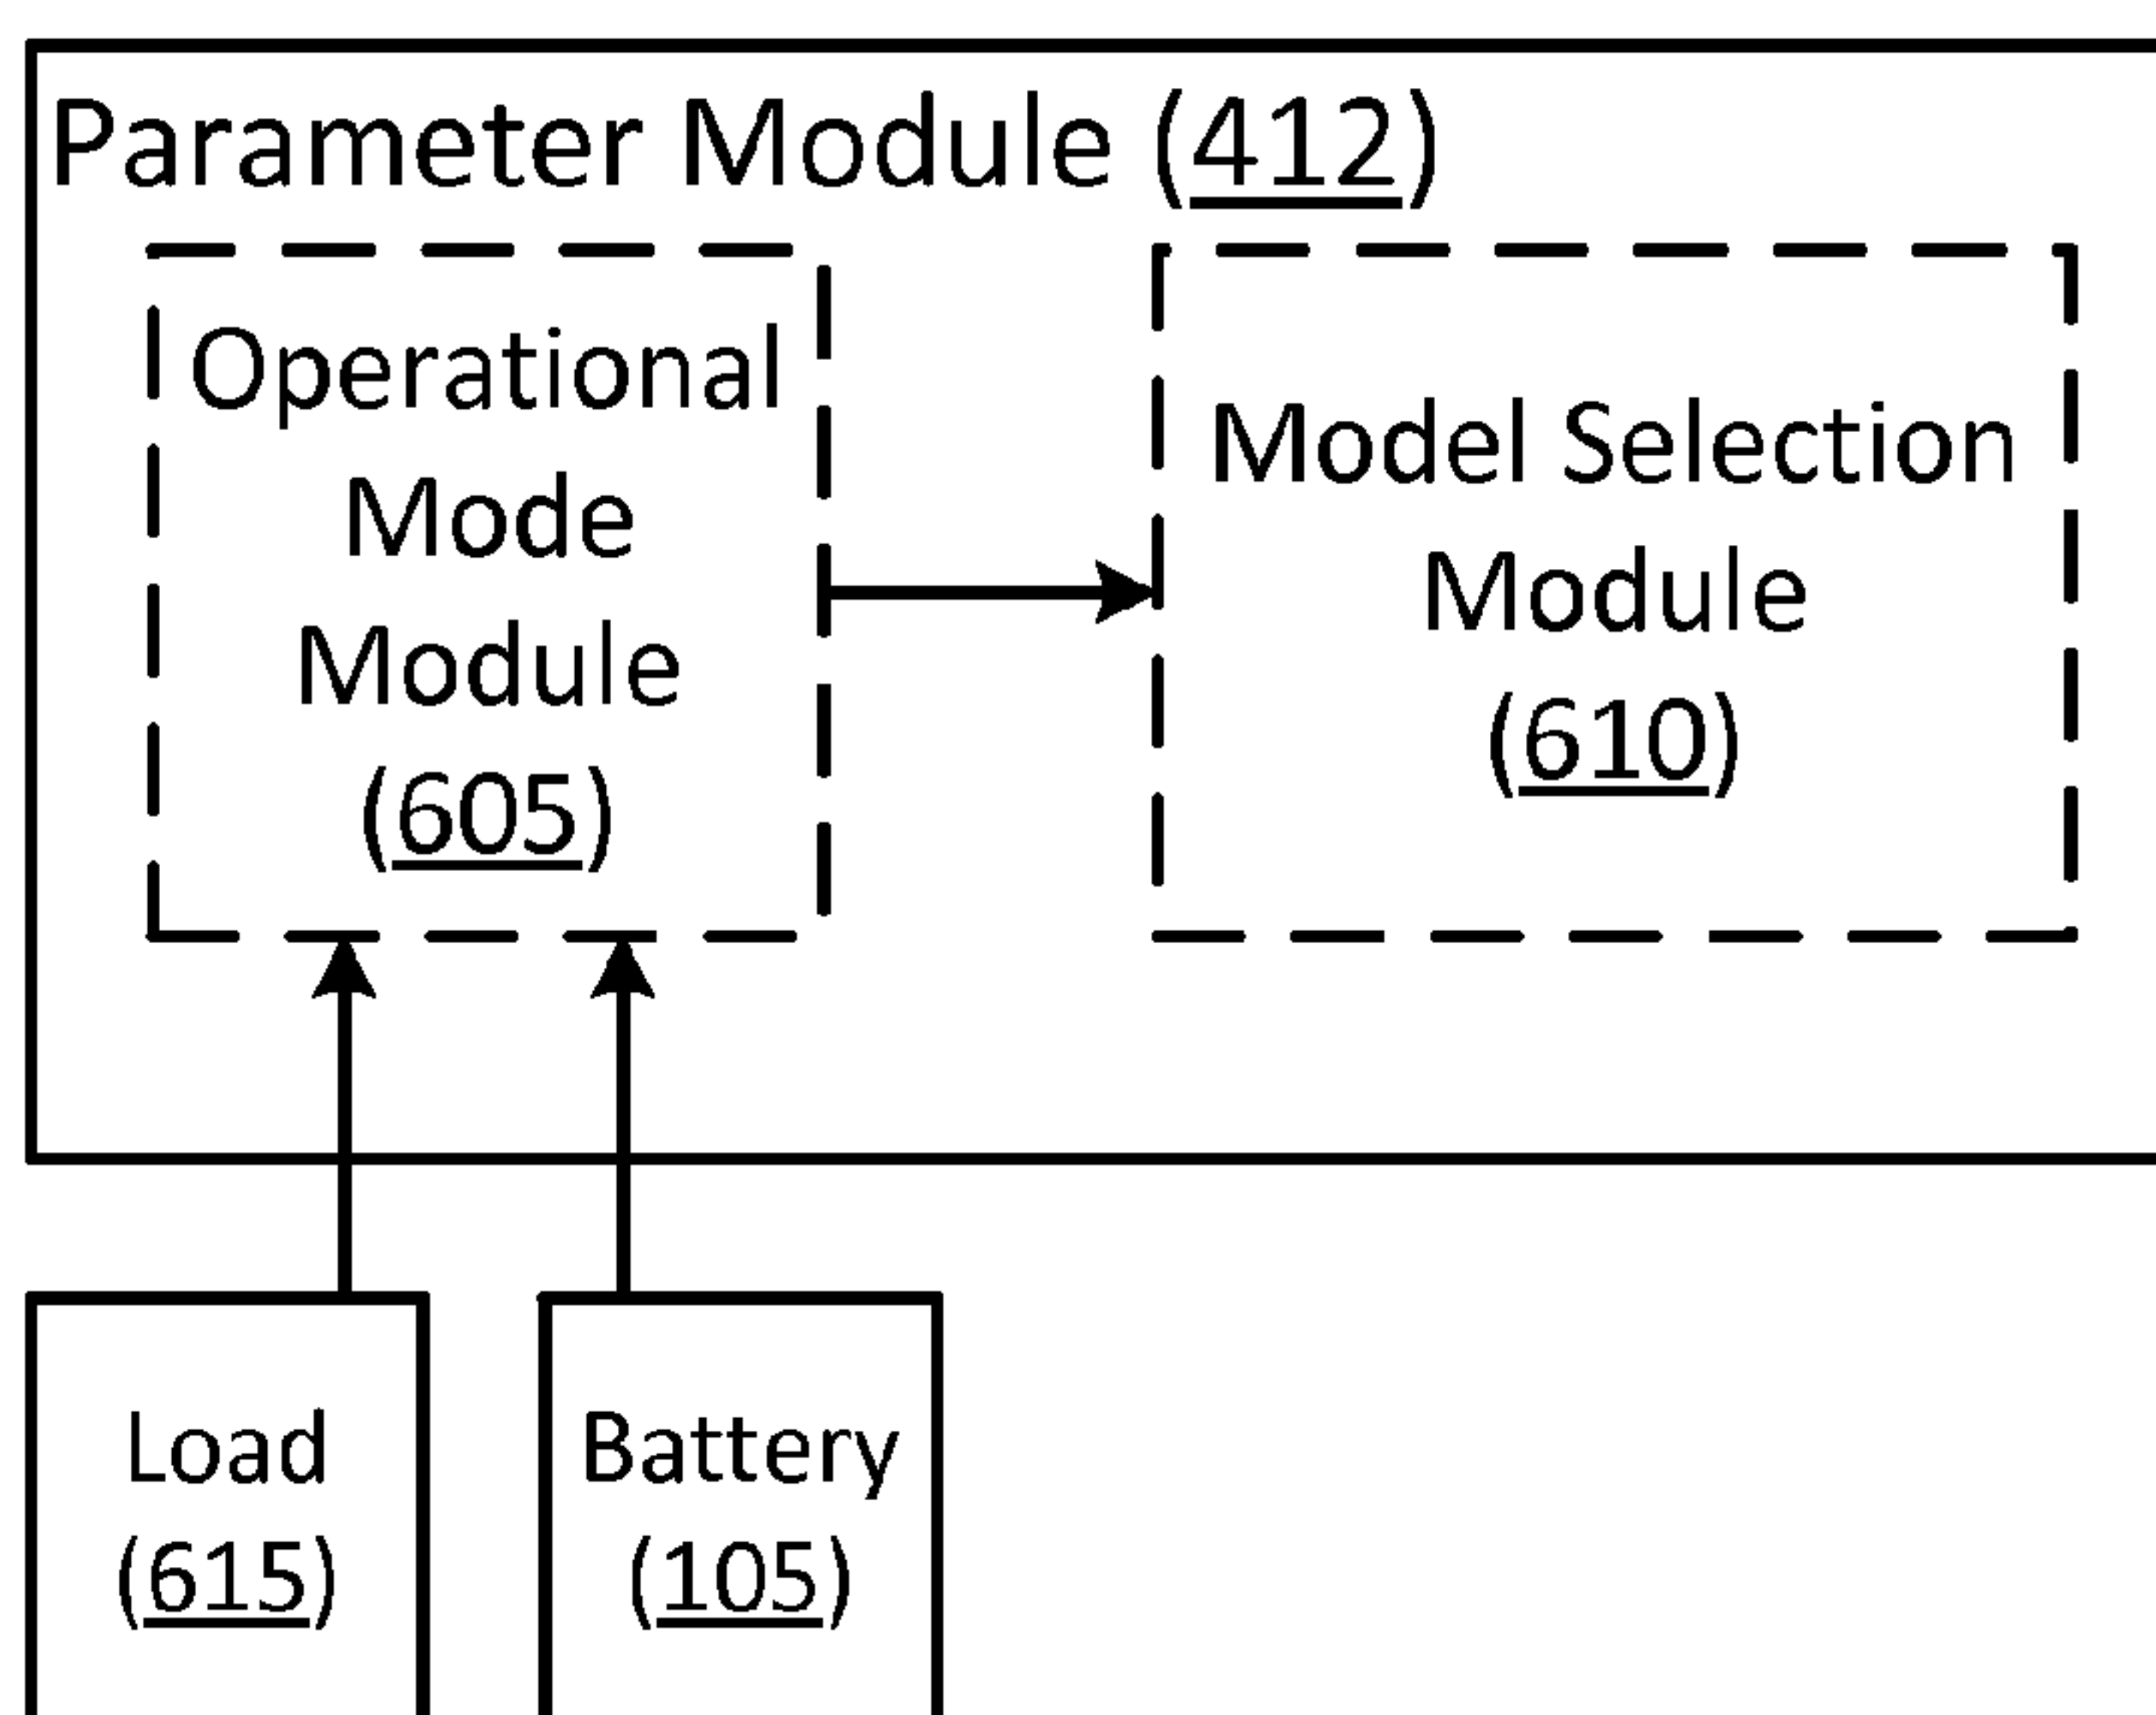 Parameter Module (412)
Operational
Mode
Module
(605)
Model Selection
Module
(610)
Load
(615)
Battery
(105)